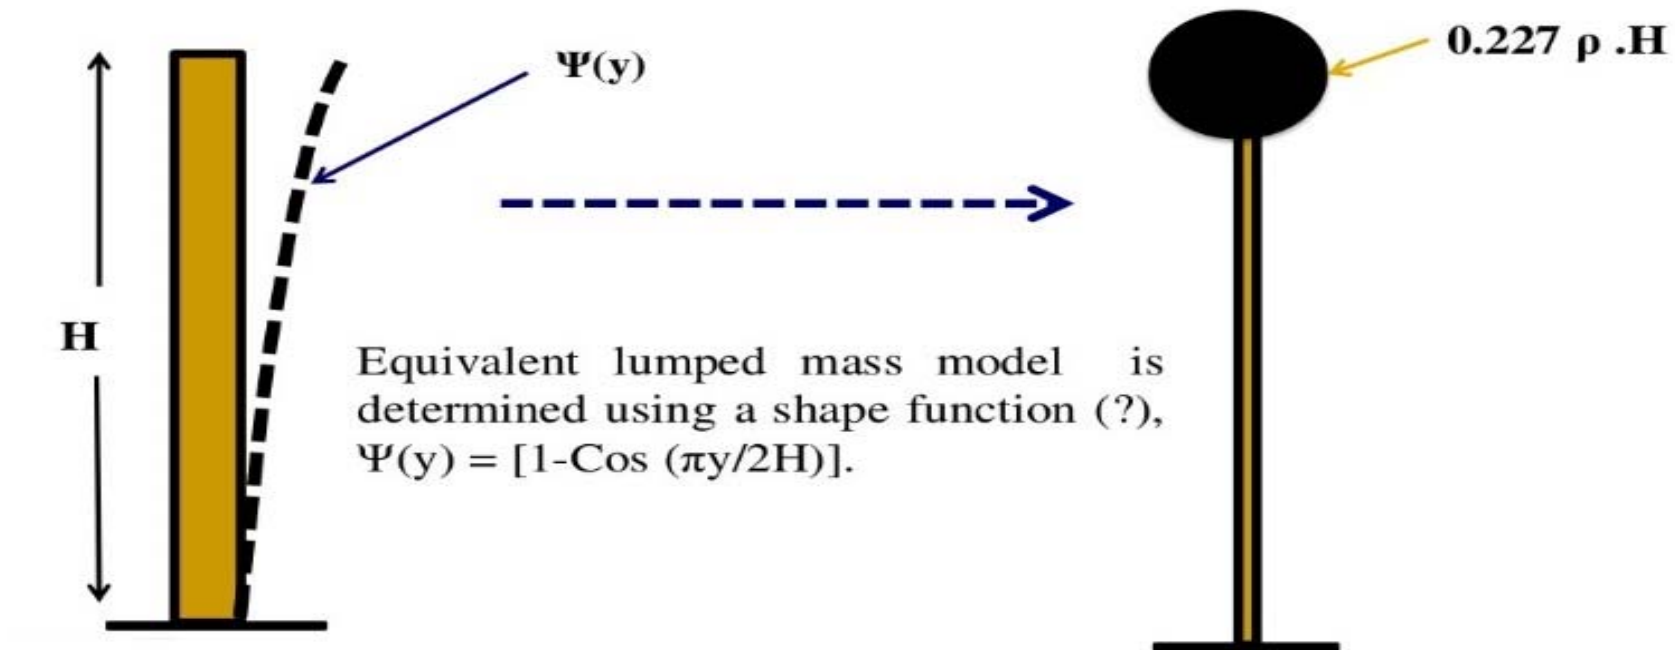 0.227 ρ .H
Ψ(y)
H
Equivalent lumped mass model is
determined using a shape function (?),
Ψ(y) = [1-Cos (πy/2H)].